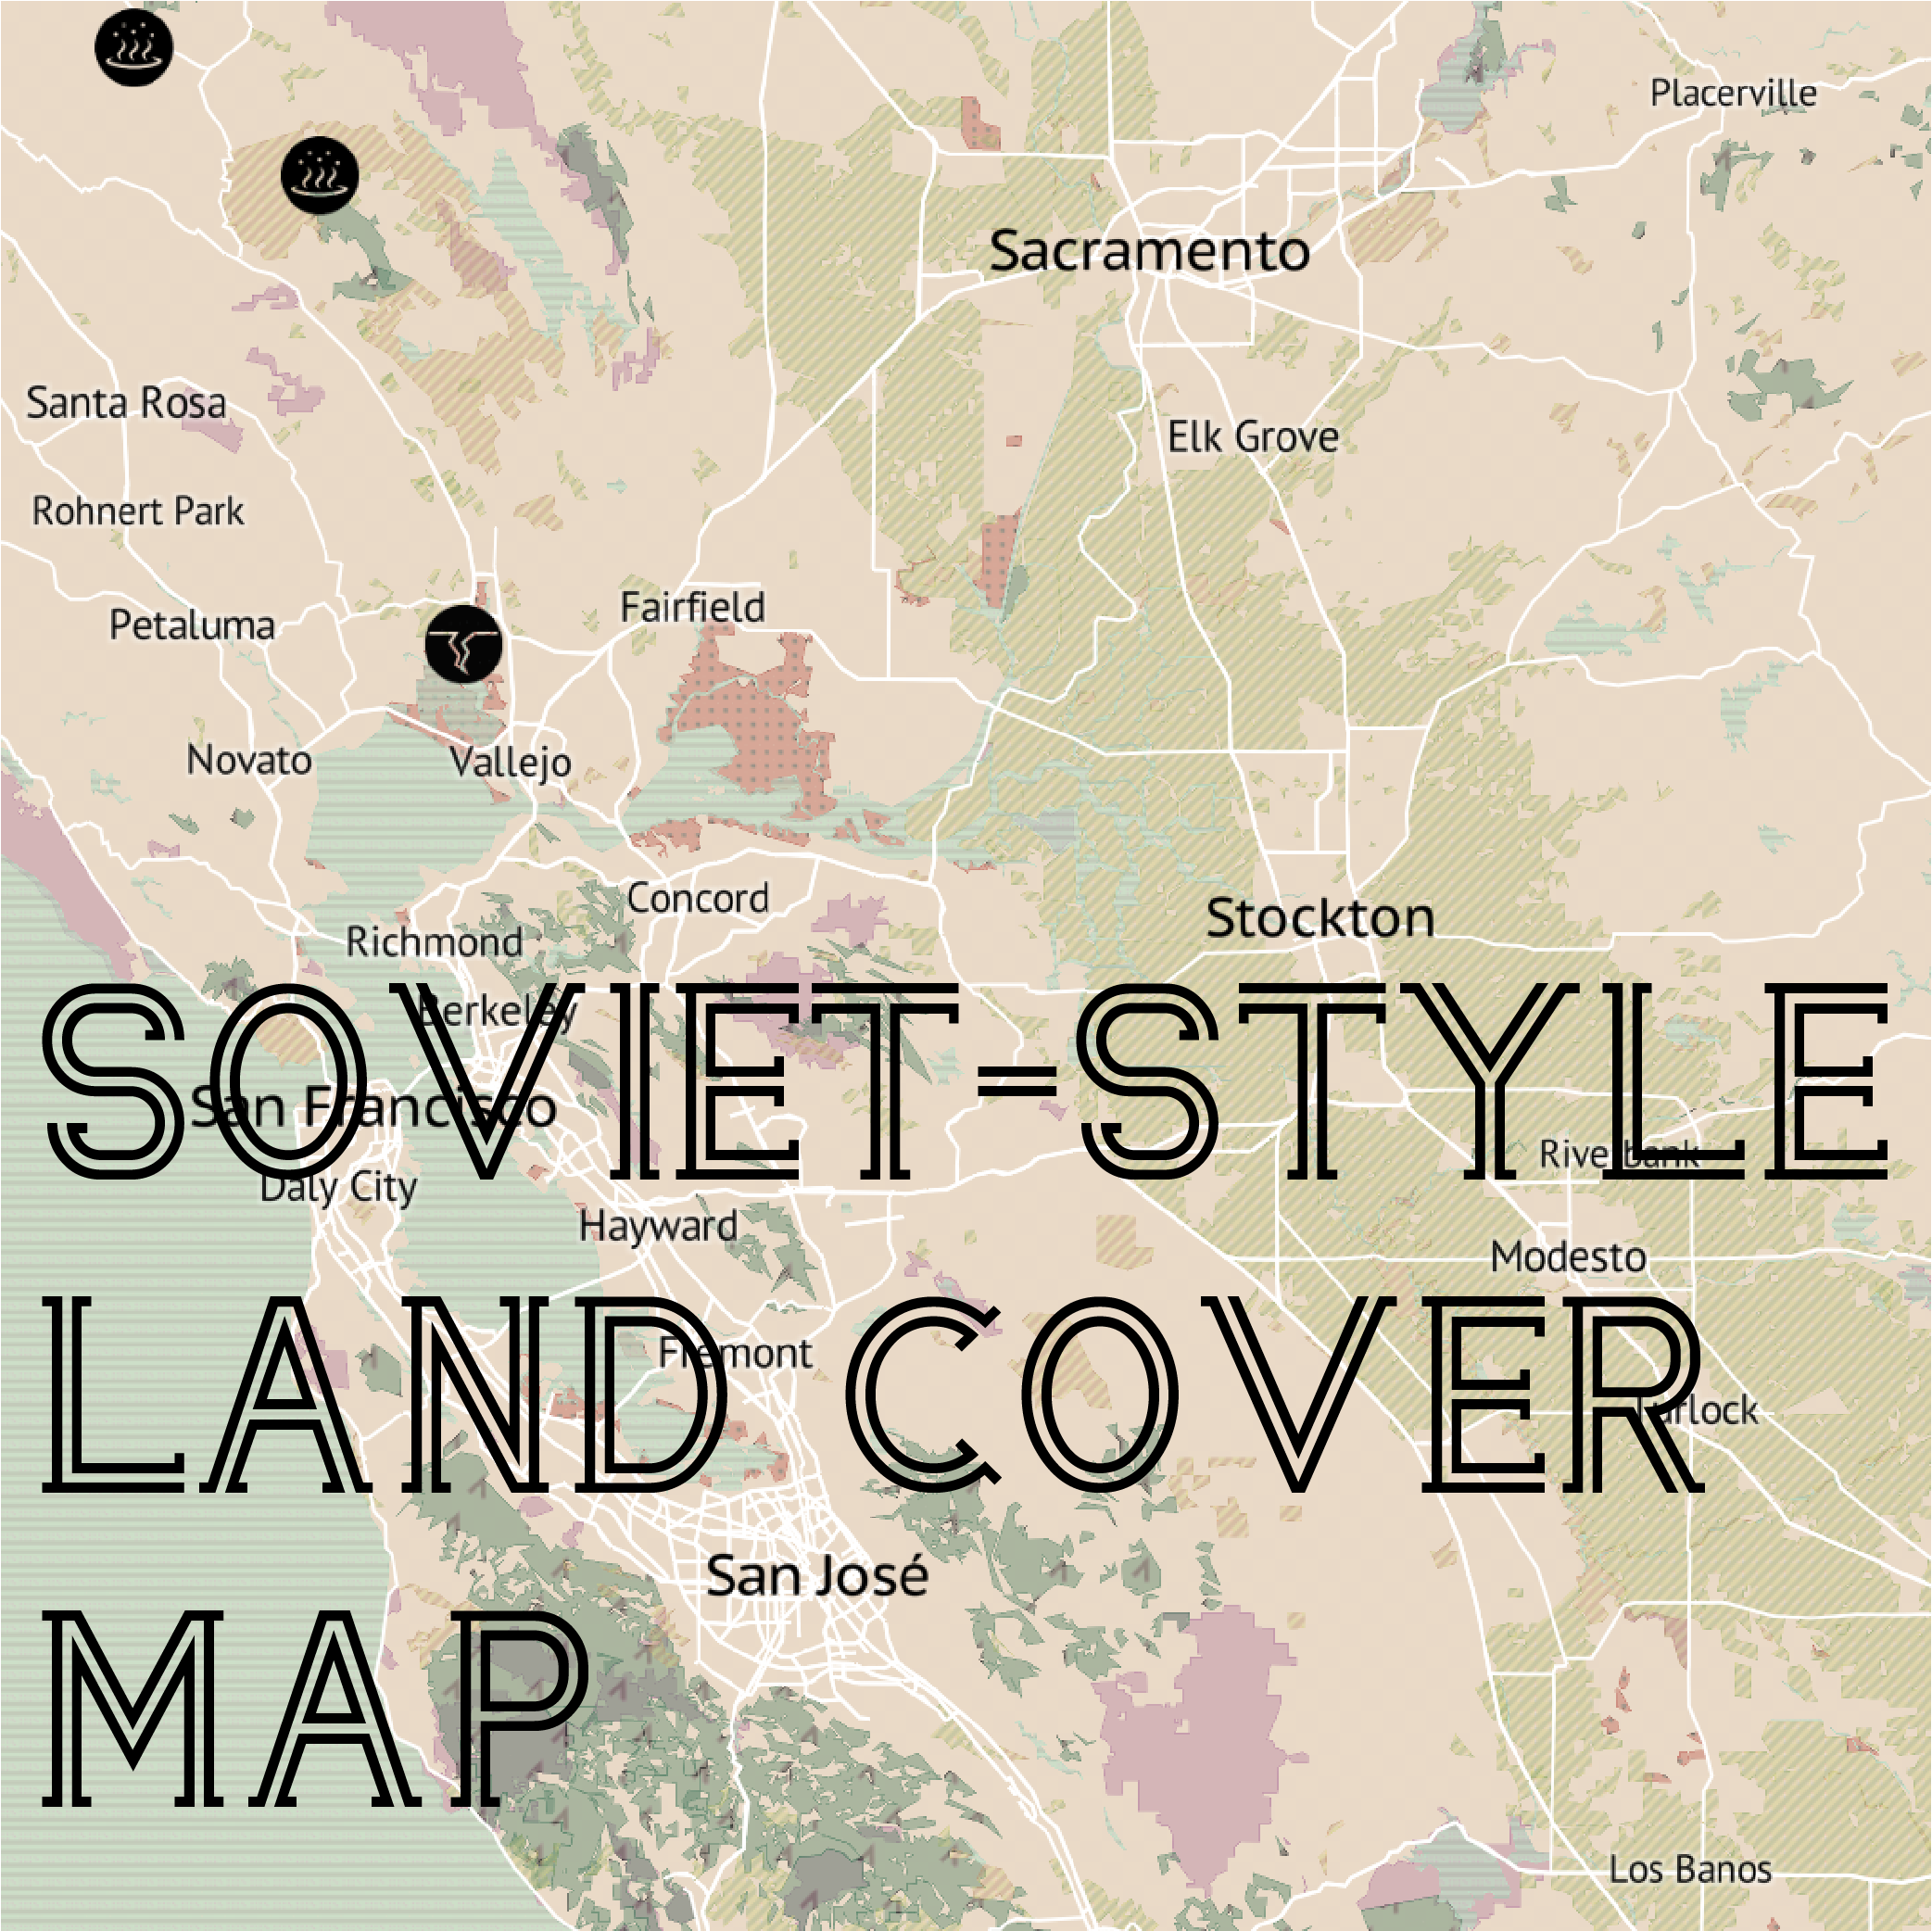 Placerville
Sacramento
Santa Rosa
Elk Grove
Rohnert Park
Fairfield
Petaluma
Novato
Vallejo
Concord
Stockton
Richmond
Berkeley
SOVIET-STYLE
San Francisco
Riverbank
Daly City
Hayward
Modesto
LAND COVER
Fremont
Turlock
San José
MAP
Los Banos